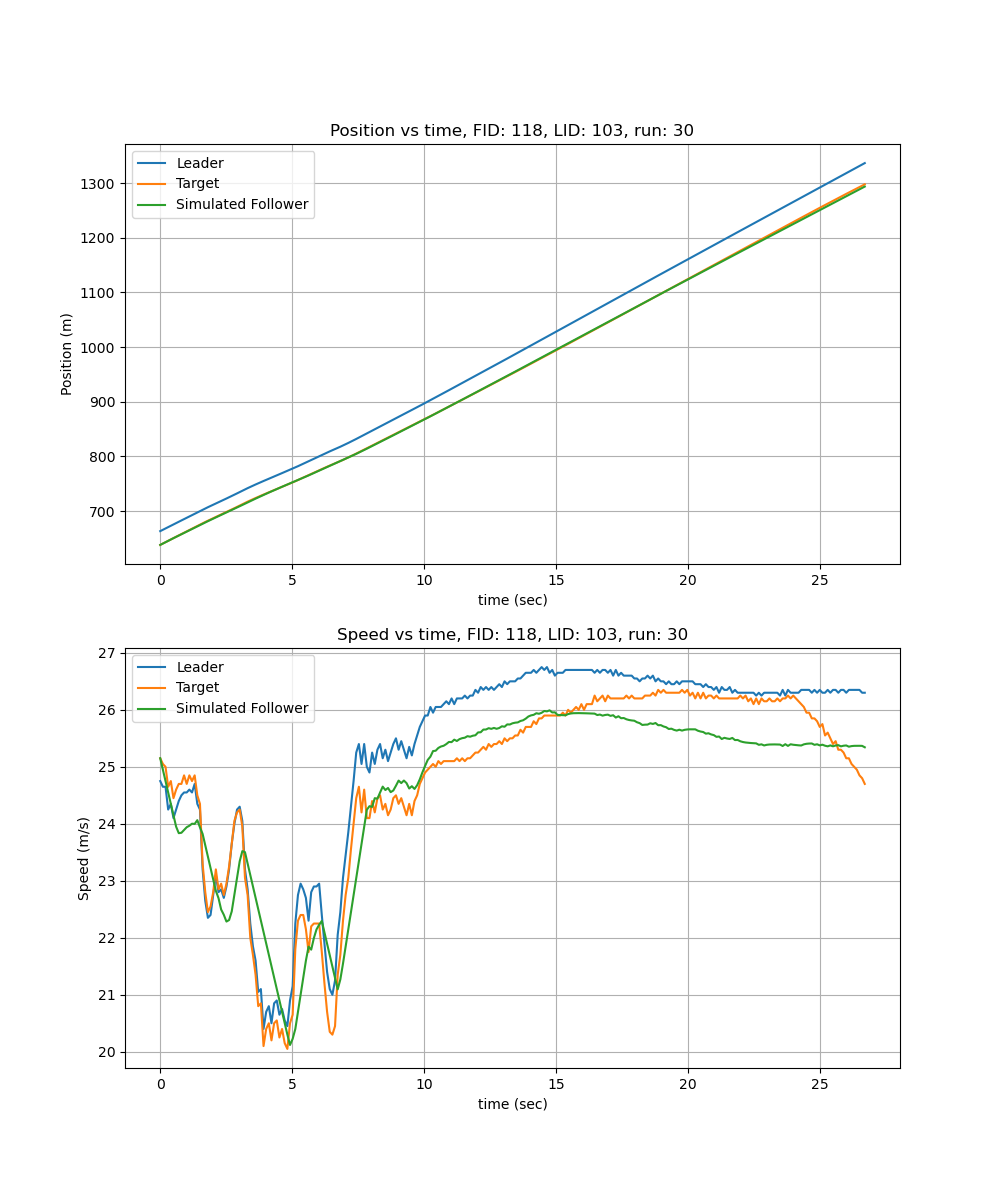 Position vs time, FID: 118, LID: 103, run: 30
Leader
Target
Simulated Follower
1300
1200
1100
1000
900
800
700
Position (m)
0 5 10 15 20 25
time (sec)
Speed vs time, FID: 118, LID: 103, run: 30
Leader
Target
Simulated Follower
27
26
25
24
23
22
21
20
Speed (m/s)
0 5 10 15 20 25
time (sec)